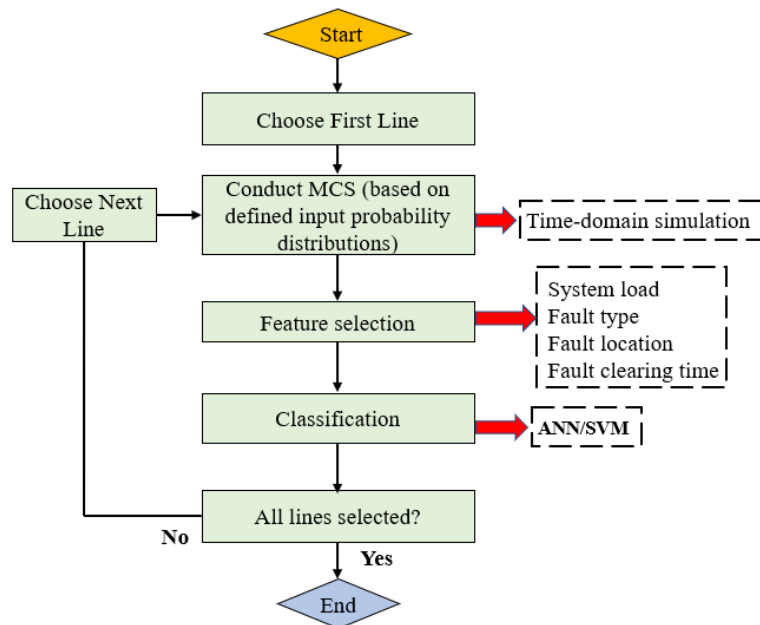 Start
Choose First Line
Choose Next
Line
Conduct MCS (based on
defined input probability
distributions)
Time-domain simulation
Feature selection
System load
Fault type
Fault location
Fault clearing time
Classification
ANN/SVM
All lines selected?
No
Yes
End